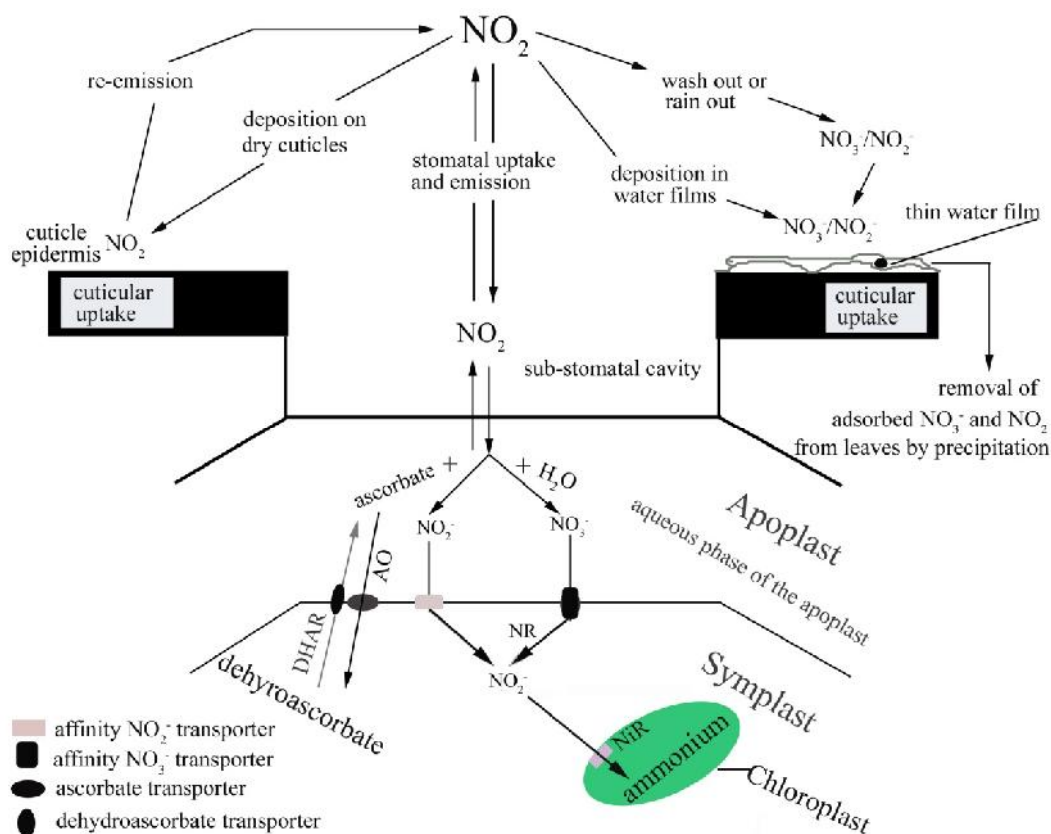 NO₂
re-emission
deposition on
dry cuticles
stomatal uptake
and emission
wash out or
rain out
NO₃⁻/NO₂⁻
deposition in
water films
NO₃⁻/NO₂⁻
thin water film
cuticle
epidermis
NO₂
cuticular
uptake
cuticular
uptake
NO₂
sub-stomatal cavity
removal of
adsorbed NO₃⁻ and NO₂
from leaves by precipitation
ascorbate +
+ H₂O
NO₂⁻
NO₃⁻
Apoplast
aqueous phase of the apoplast
AO
DHAR
dehyroascorbate
NR
NO₂⁻
Symplast
NiR
ammonium
Chloroplast
affinity NO₂⁻ transporter
affinity NO₃⁻ transporter
ascorbate transporter
dehydroascorbate transporter